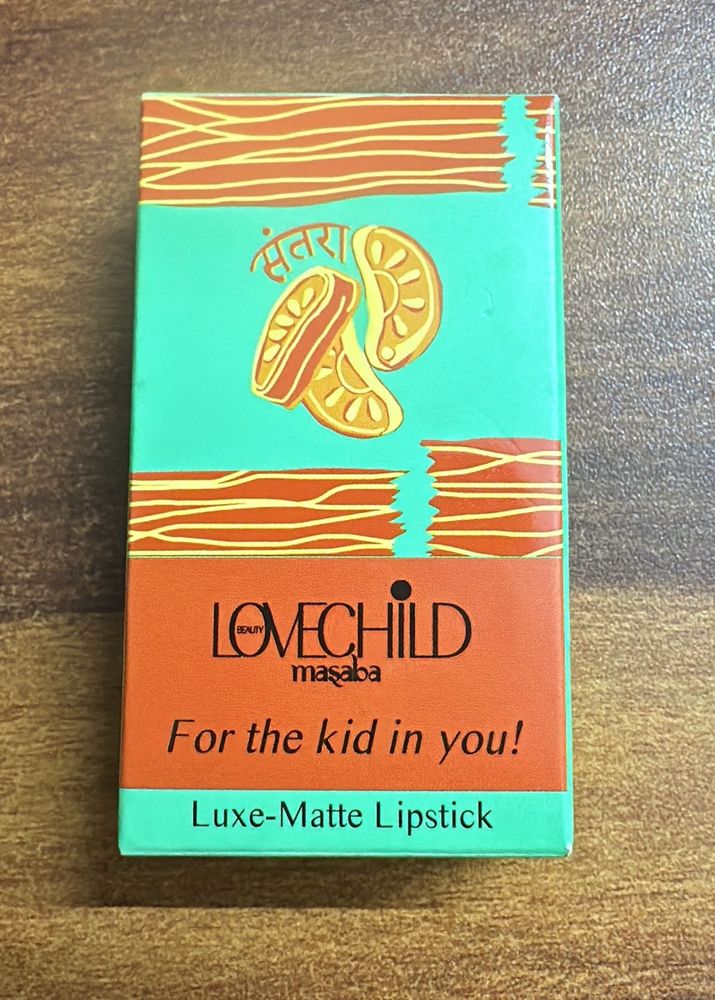 संतरा
LOVECHILD
BEAUTY
masaba
For the kid in you!
Luxe-Matte Lipstick